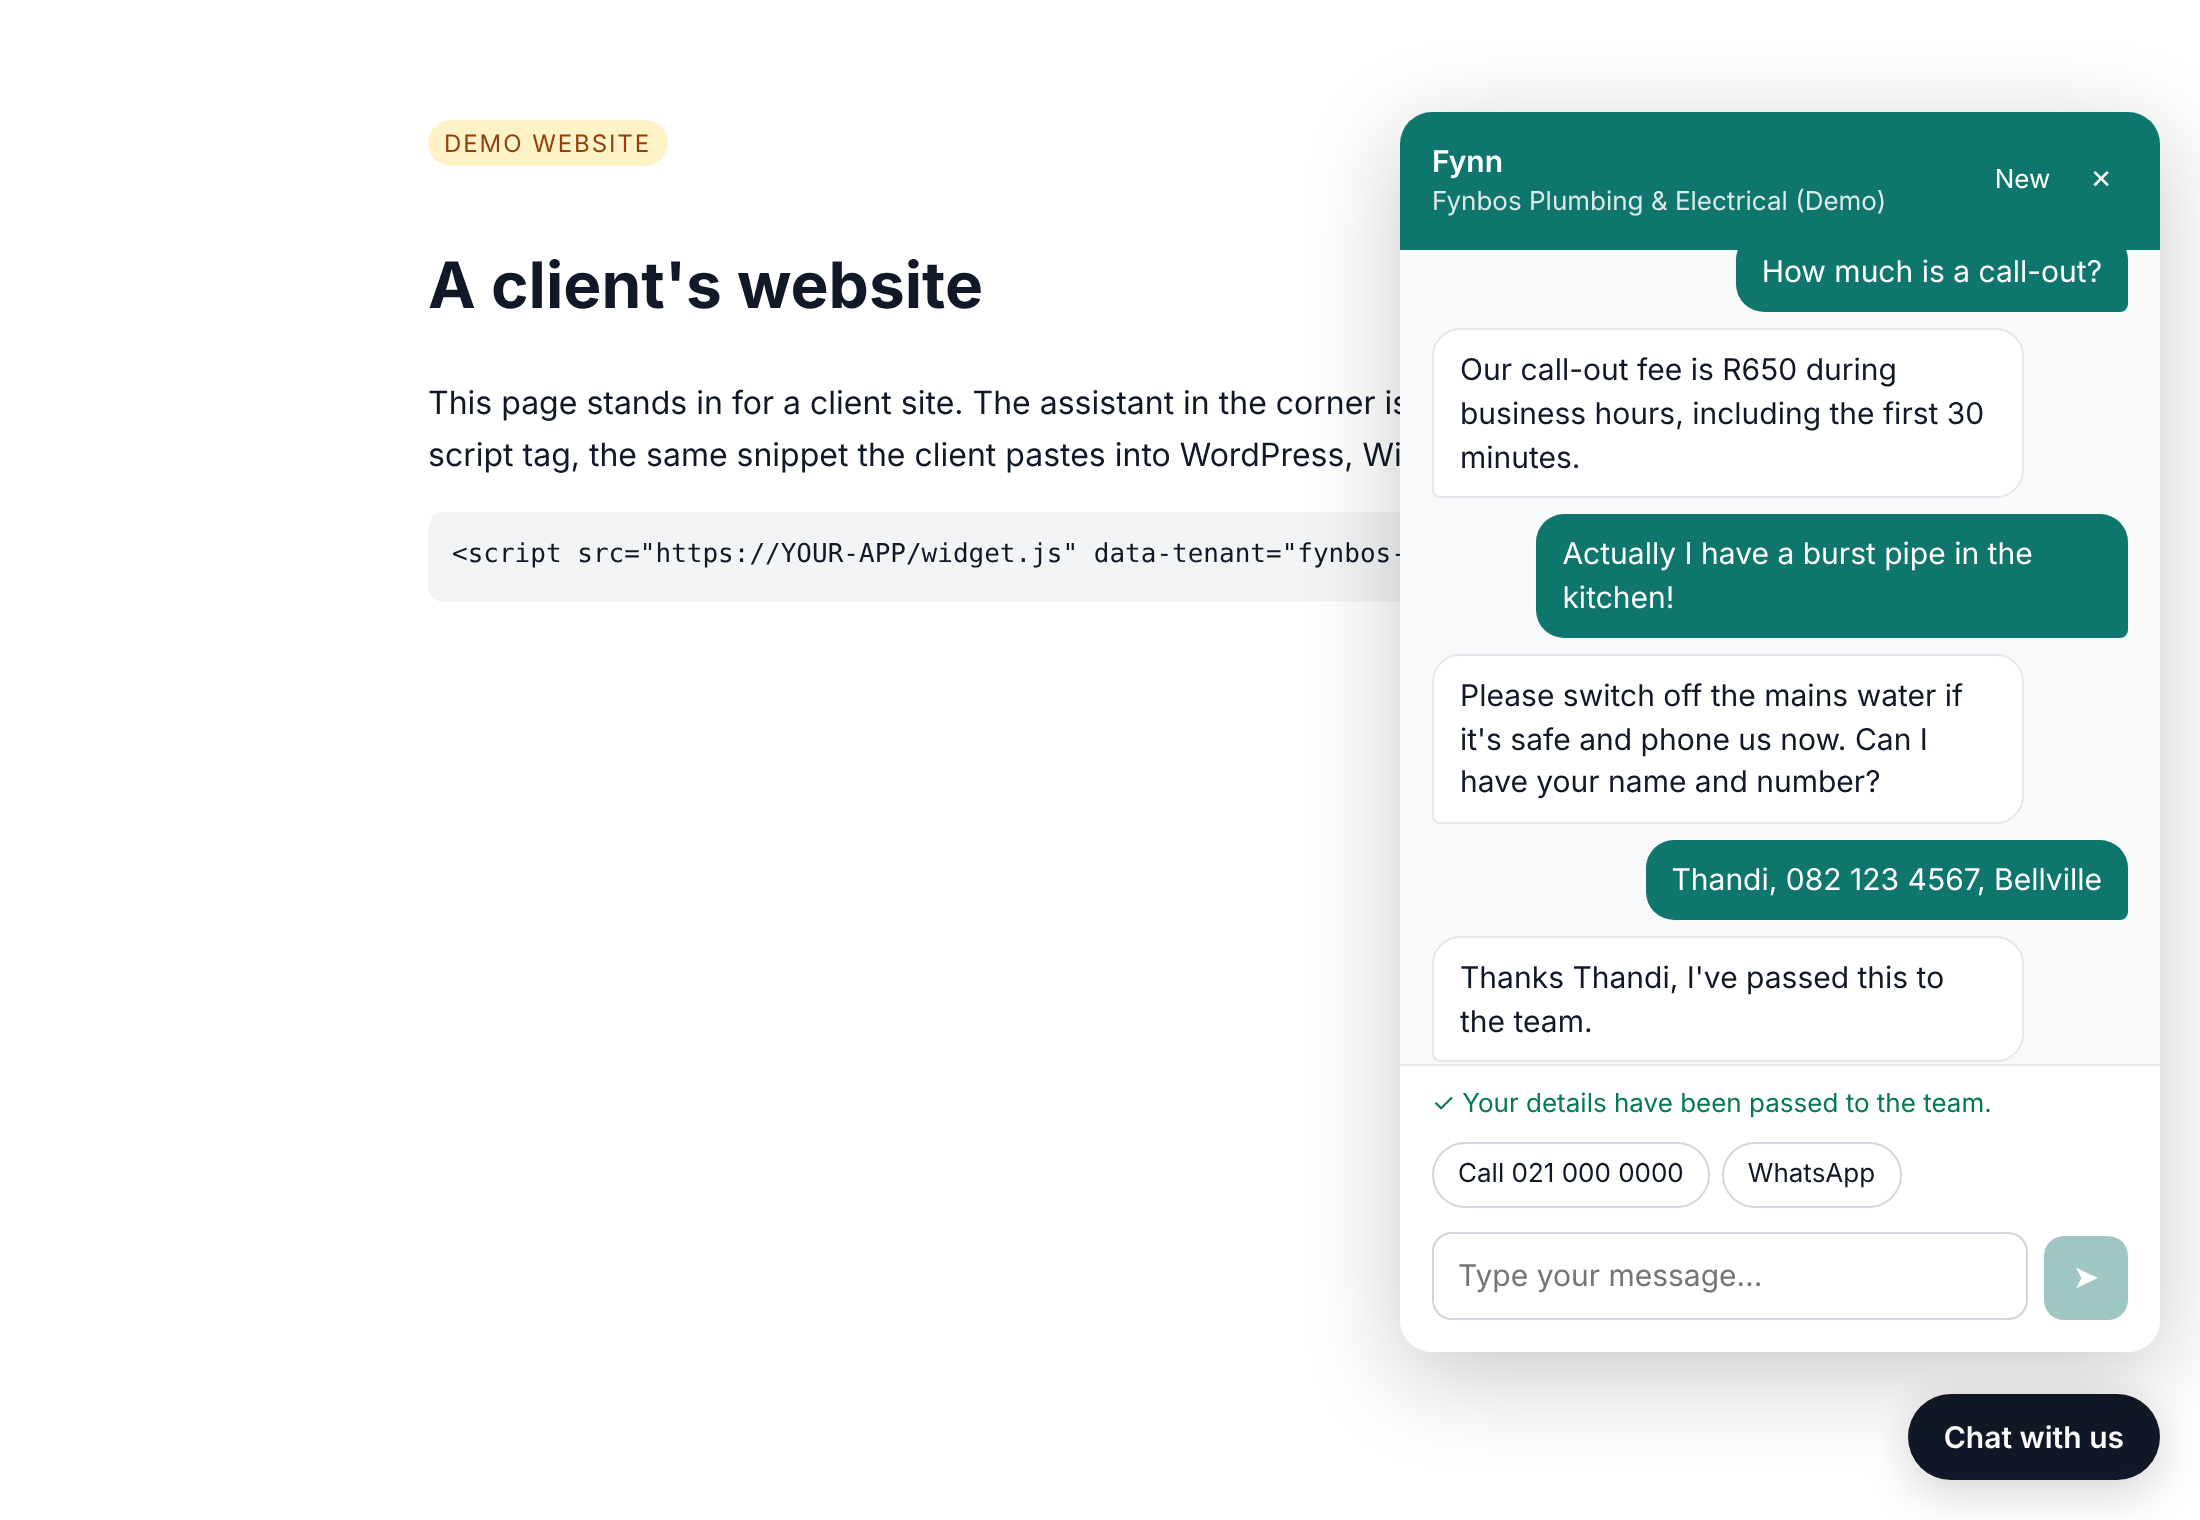 DEMO WEBSITE
A client's website
This page stands in for a client site. The assistant in the corner is
script tag, the same snippet the client pastes into WordPress, Wi
<script src="https://YOUR-APP/widget.js" data-tenant="fynbos-
Fynn
Fynbos Plumbing & Electrical (Demo)
New ✕
How much is a call-out?
Our call-out fee is R650 during
business hours, including the first 30
minutes.
Actually I have a burst pipe in the
kitchen!
Please switch off the mains water if
it's safe and phone us now. Can I
have your name and number?
Thandi, 082 123 4567, Bellville
Thanks Thandi, I've passed this to
the team.
✓ Your details have been passed to the team.
Call 021 000 0000
WhatsApp
Type your message...
Chat with us